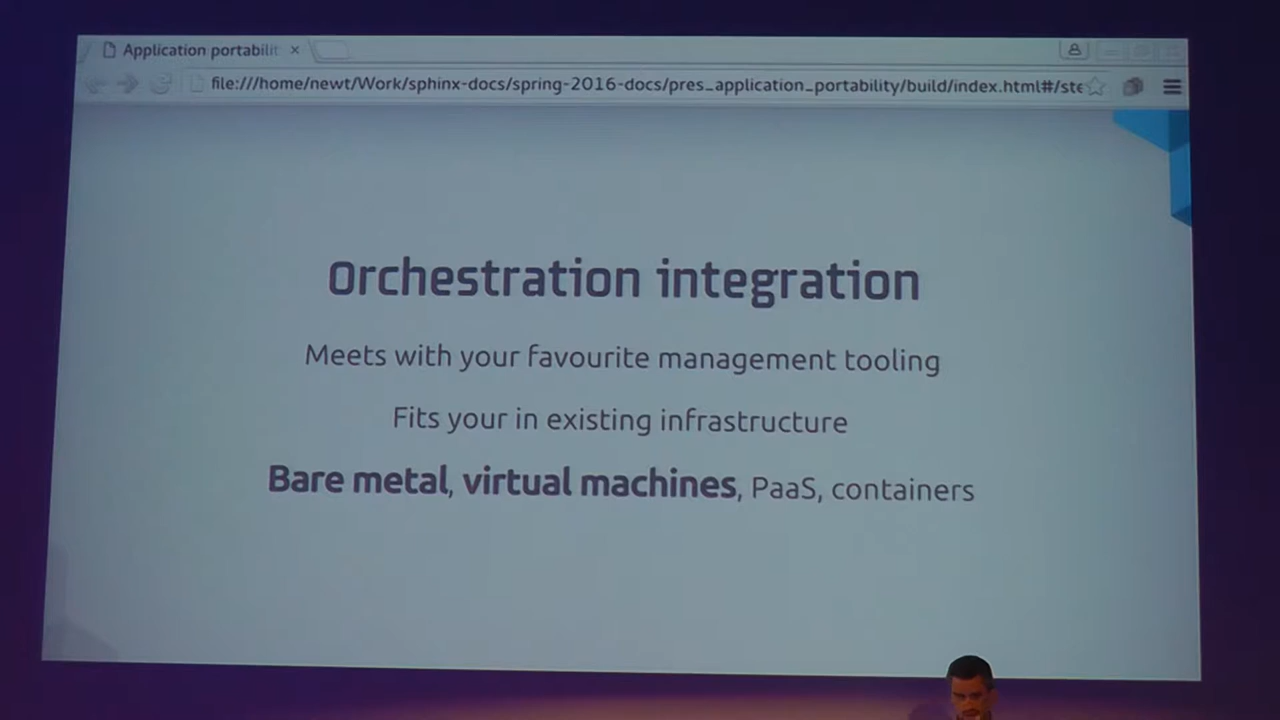 Application portabilit
file:///home/newt/Work/sphinx-docs/spring-2016-docs/pres_application_portability/build/index.html#/ste
Orchestration integration
Meets with your favourite management tooling
Fits your in existing infrastructure
Bare metal, virtual machines, PaaS, containers